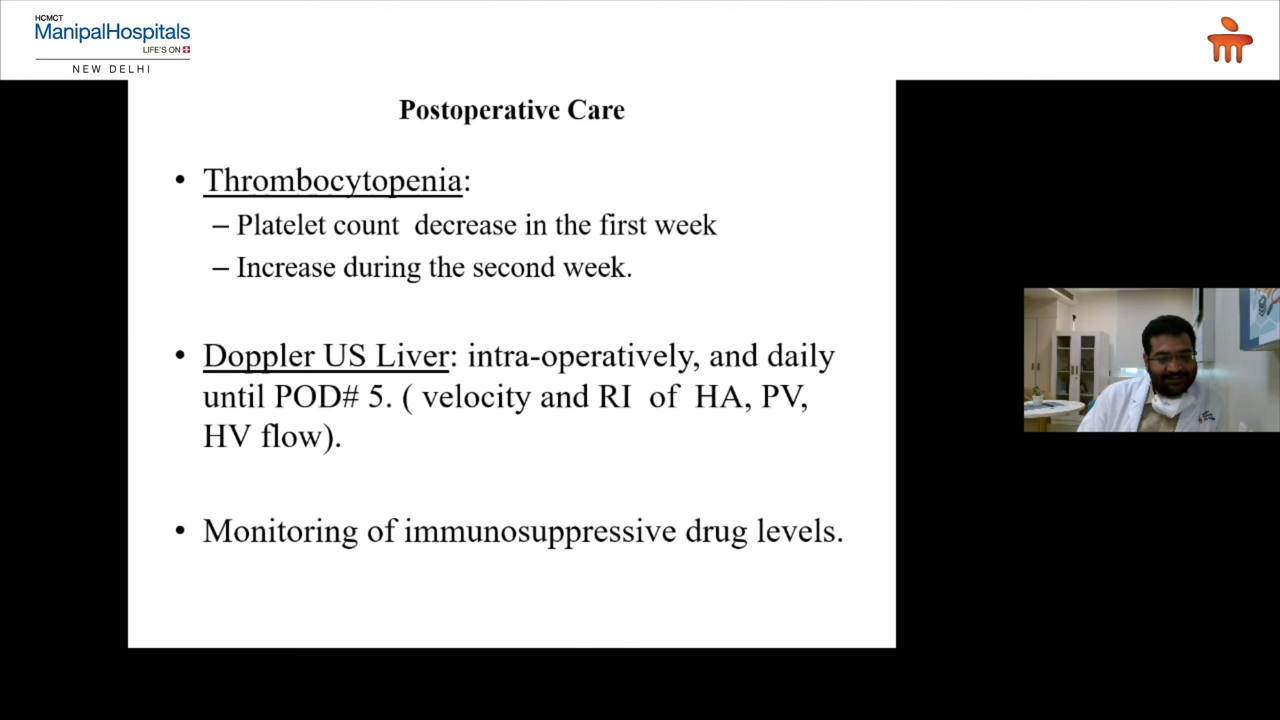 HCMCT
ManipalHospitals
LIFE'S ON
NEW DELHI
Postoperative Care
• Thrombocytopenia:
– Platelet count decrease in the first week
– Increase during the second week.
• Doppler US Liver: intra-operatively, and daily
until POD# 5. ( velocity and RI of HA, PV,
HV flow).
• Monitoring of immunosuppressive drug levels.